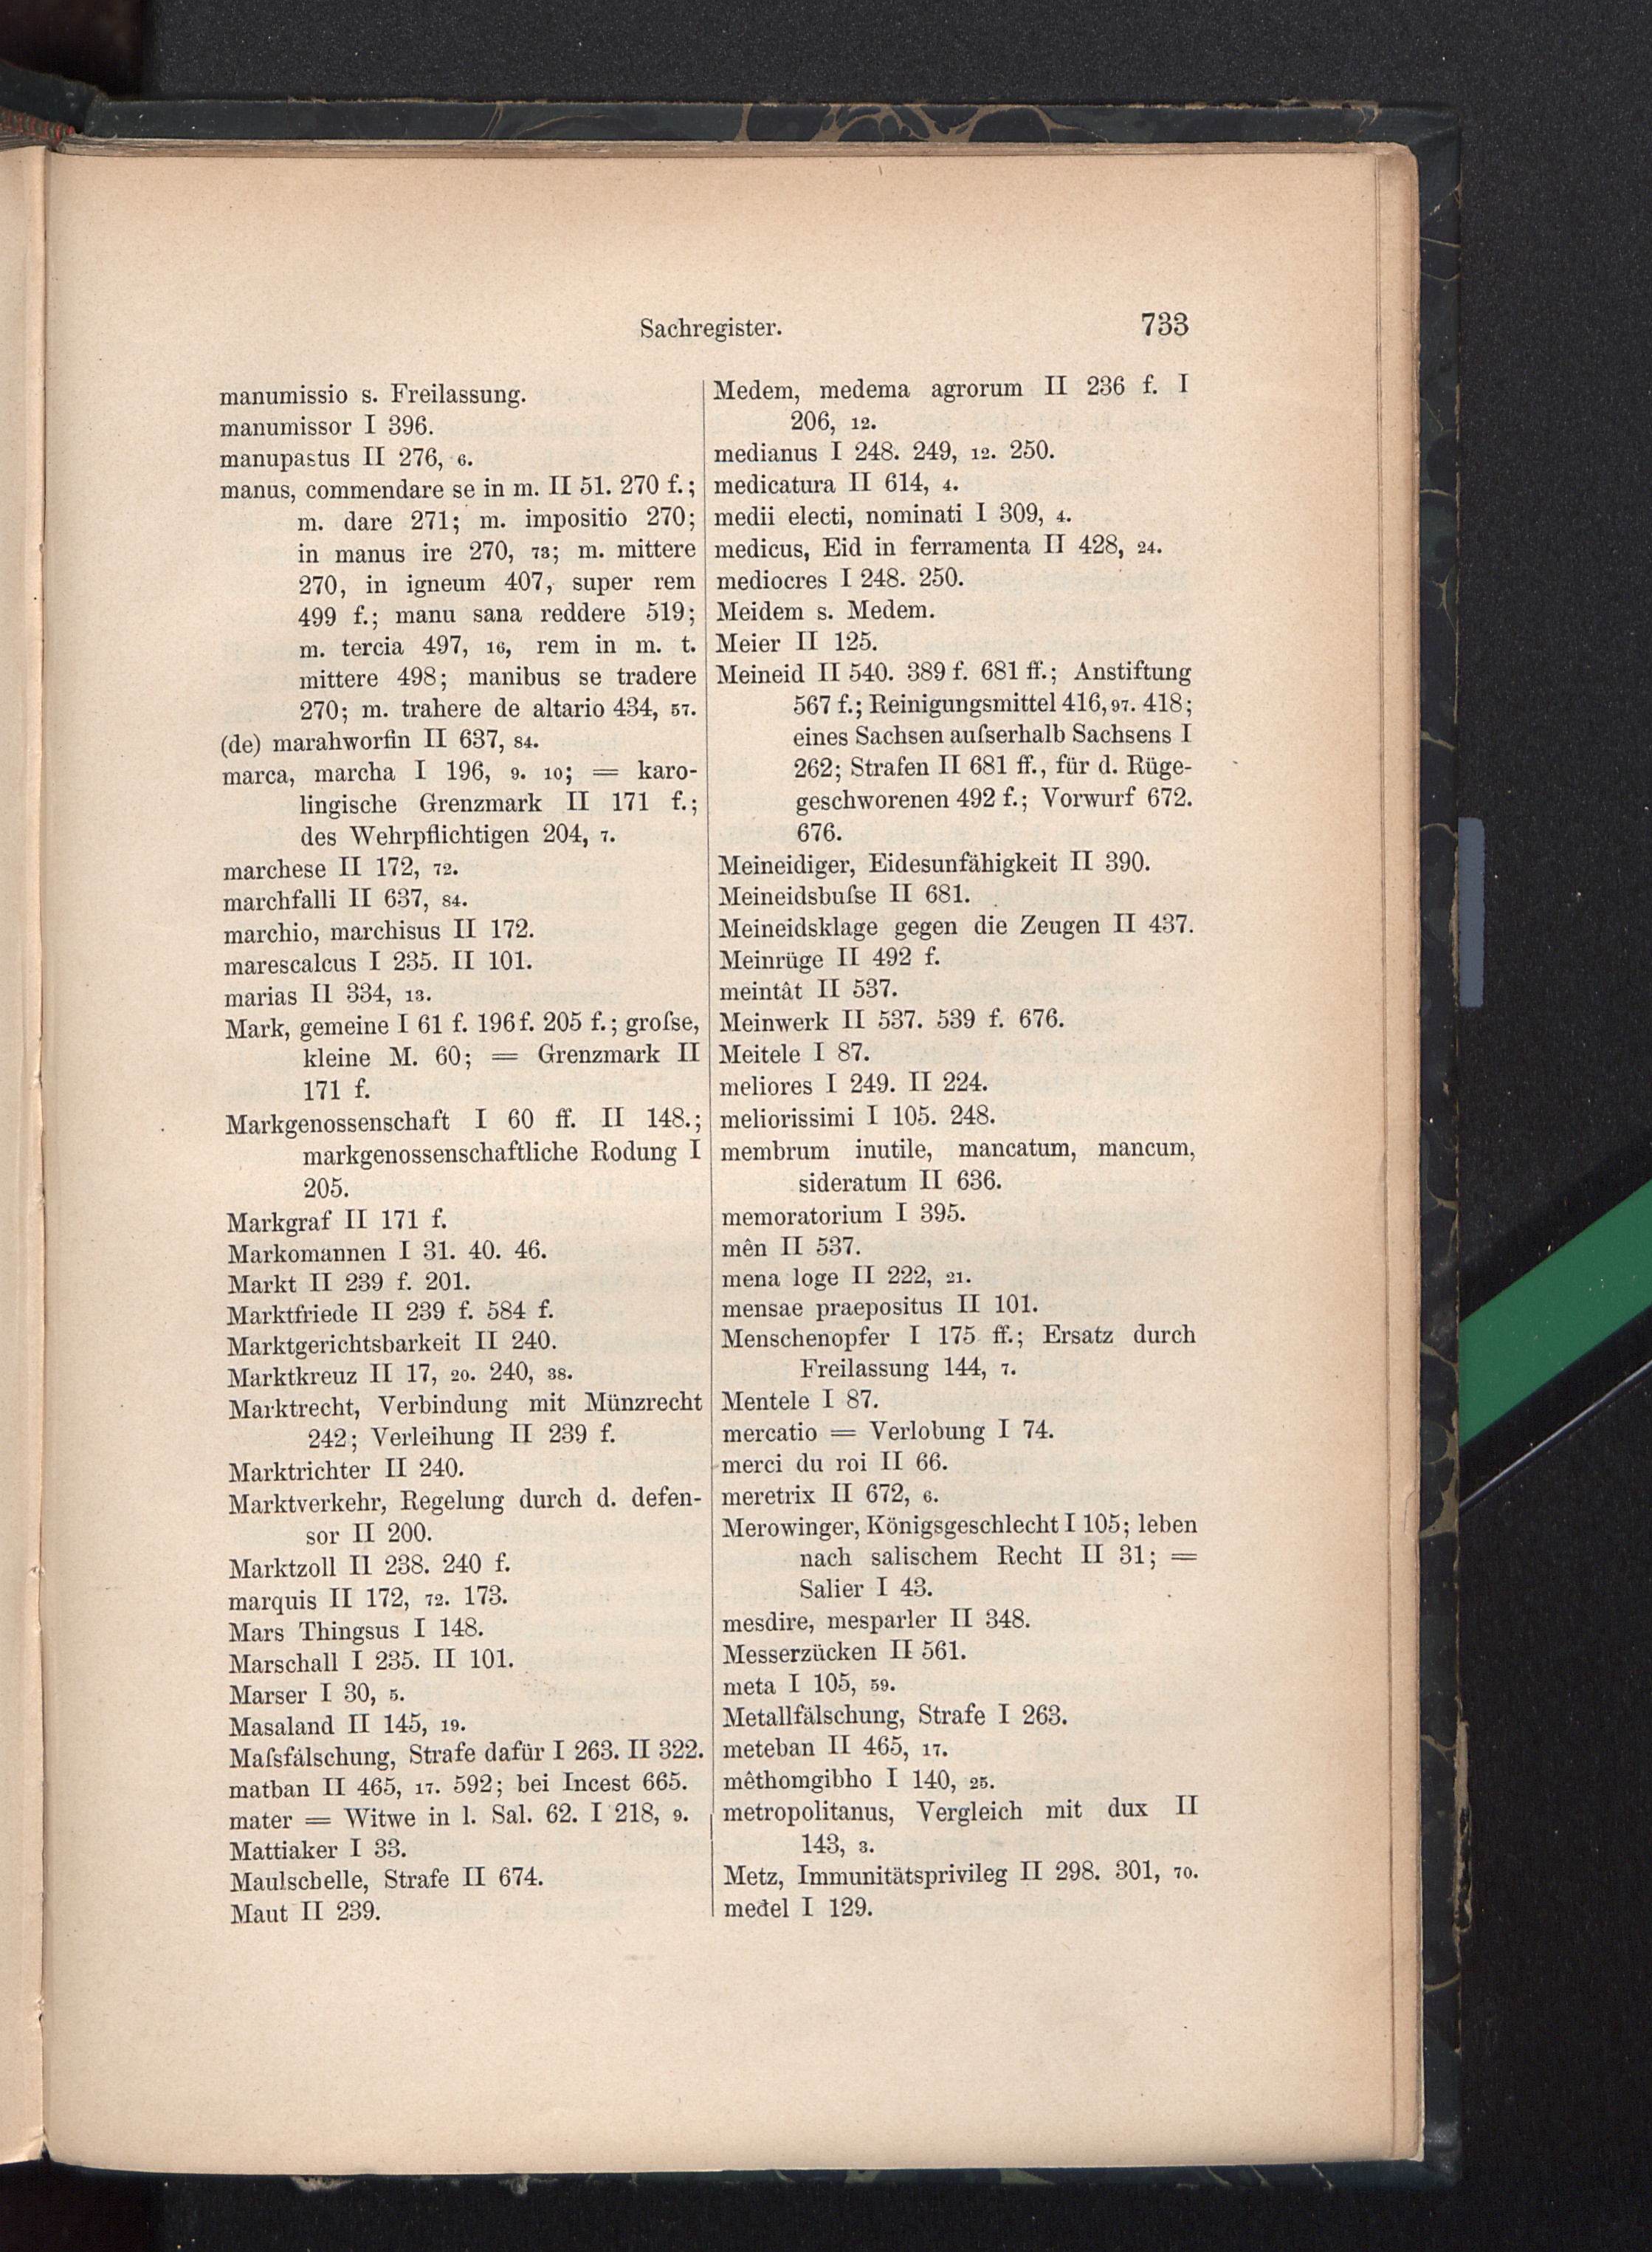 Sachregister. 733
manumissio s. Freilassung.
manumissor I 396.
manupastus II 276, 6.
manus, commendare se in m. II 51. 270 f.;
m. dare 271; m. impositio 270;
in manus ire 270, 73; m. mittere
270, in igneum 407, super rem
499 f.; manu sana reddere 519;
m. tercia 497, 16, rem in m. t.
mittere 498; manibus se tradere
270; m. trahere de altario 434, 57.
(de) marahworfin II 637, 84.
marca, marcha I 196, 9. 10; = karo-
lingische Grenzmark II 171 f.;
des Wehrpflichtigen 204, 7.
marchese II 172, 72.
marchfalli II 637, 84.
marchio, marchisus II 172.
marescalcus I 235. II 101.
marias II 334, 13.
Mark, gemeine I 61 f. 196 f. 205 f.; groſse,
kleine M. 60; = Grenzmark II
171 f.
Markgenossenschaft I 60 ff. II 148.;
markgenossenschaftliche Rodung I
205.
Markgraf II 171 f.
Markomannen I 31. 40. 46.
Markt II 239 f. 201.
Marktfriede II 239 f. 584 f.
Marktgerichtsbarkeit II 240.
Marktkreuz II 17, 20. 240, 38.
Marktrecht, Verbindung mit Münzrecht
242; Verleihung II 239 f.
Marktrichter II 240.
Marktverkehr, Regelung durch d. defen-
sor II 200.
Marktzoll II 238. 240 f.
marquis II 172, 72. 173.
Mars Thingsus I 148.
Marschall I 235. II 101.
Marser I 30, 5.
Masaland II 145, 19.
Maſsfälschung, Strafe dafür I 263. II 322.
matban II 465, 17. 592; bei Incest 665.
mater = Witwe in l. Sal. 62. I 218, 9.
Mattiaker I 33.
Maulschelle, Strafe II 674.
Maut II 239.
Medem, medema agrorum II 236 f. I
206, 12.
medianus I 248. 249, 12. 250.
medicatura II 614, 4.
medii electi, nominati I 309, 4.
medicus, Eid in ferramenta II 428, 24.
mediocres I 248. 250.
Meidem s. Medem.
Meier II 125.
Meineid II 540. 389 f. 681 ff.; Anstiftung
567 f.; Reinigungsmittel 416, 97. 418;
eines Sachsen auſserhalb Sachsens I
262; Strafen II 681 ff., für d. Rüge-
geschworenen 492 f.; Vorwurf 672.
676.
Meineidiger, Eidesunfähigkeit II 390.
Meineidsbuſse II 681.
Meineidsklage gegen die Zeugen II 437.
Meinrüge II 492 f.
meintât II 537.
Meinwerk II 537. 539 f. 676.
Meitele I 87.
meliores I 249. II 224.
meliorissimi I 105. 248.
membrum inutile, mancatum, mancum,
sideratum II 636.
memoratorium I 395.
mên II 537.
mena loge II 222, 21.
mensae praepositus II 101.
Menschenopfer I 175 ff.; Ersatz durch
Freilassung 144, 7.
Mentele I 87.
mercatio = Verlobung I 74.
merci du roi II 66.
meretrix II 672, 6.
Merowinger, Königsgeschlecht I 105; leben
nach salischem Recht II 31; =
Salier I 43.
mesdire, mesparler II 348.
Messerzücken II 561.
meta I 105, 59.
Metallfälschung, Strafe I 263.
meteban II 465, 17.
mêthomgibho I 140, 25.
metropolitanus, Vergleich mit dux II
143, 3.
Metz, Immunitätsprivileg II 298. 301, 70.
međel I 129.